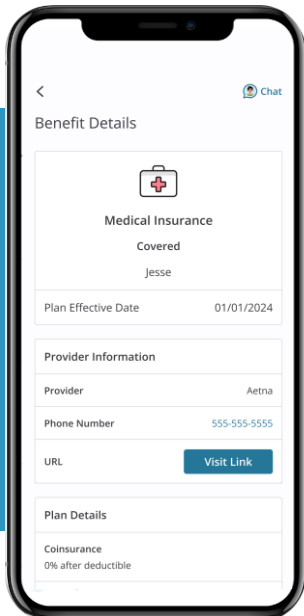 Chat
Benefit Details
Medical Insurance
Covered
Jesse
Plan Effective Date 01/01/2024
Provider Information
Provider Aetna
Phone Number 555-555-5555
URL Visit Link
Plan Details
Coinsurance
0% after deductible